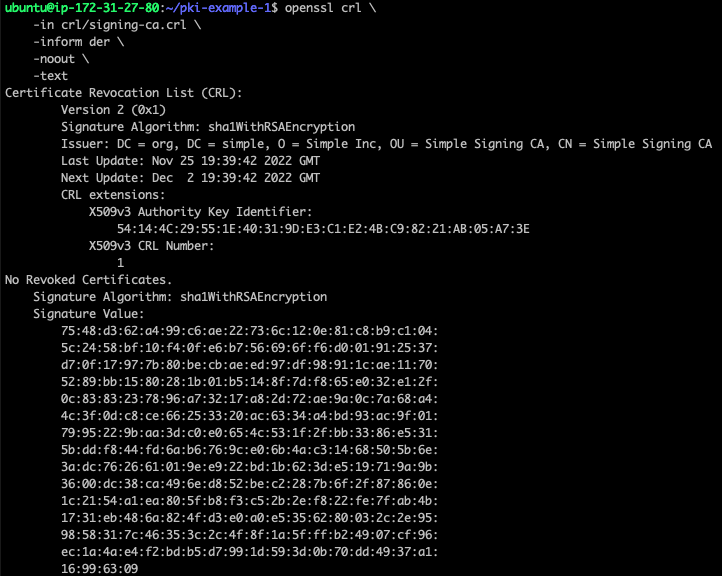 ubuntu@ip-172-31-27-80:~/pki-example-1$ openssl crl \
    -in crl/signing-ca.crl \
    -inform der \
    -noout \
    -text
Certificate Revocation List (CRL):
        Version 2 (0x1)
        Signature Algorithm: sha1WithRSAEncryption
        Issuer: DC = org, DC = simple, O = Simple Inc, OU = Simple Signing CA, CN = Simple Signing CA
        Last Update: Nov 25 19:39:42 2022 GMT
        Next Update: Dec  2 19:39:42 2022 GMT
        CRL extensions:
            X509v3 Authority Key Identifier:
                54:14:4C:29:55:1E:40:31:9D:E3:C1:E2:4B:C9:82:21:AB:05:A7:3E
            X509v3 CRL Number:
                1
No Revoked Certificates.
    Signature Algorithm: sha1WithRSAEncryption
    Signature Value:
        75:48:d3:62:a4:99:c6:ae:22:73:6c:12:0e:81:c8:b9:c1:04:
        5c:24:58:bf:10:f4:0f:e6:b7:56:69:6f:f6:d0:01:91:25:37:
        d7:0f:17:97:7b:80:be:cb:ae:ed:97:df:98:91:1c:ae:11:70:
        52:89:bb:15:80:28:1b:01:b5:14:8f:7d:f8:65:e0:32:e1:2f:
        0c:83:83:23:78:96:a7:32:17:a8:2d:72:ae:9a:0c:7a:68:a4:
        4c:3f:0d:c8:ce:66:25:33:20:ac:63:34:a4:bd:93:ac:9f:01:
        79:95:22:9b:aa:3d:c0:e0:65:4c:53:1f:2f:bb:33:86:e5:31:
        5b:dd:f8:44:fd:6a:b6:76:9c:e0:6b:4a:c3:14:68:50:5b:6e:
        3a:dc:76:26:61:01:9e:e9:22:bd:1b:62:3d:e5:19:71:9a:9b:
        36:00:dc:38:ca:49:6e:d8:52:be:c2:28:7b:6f:2f:87:86:0e:
        1c:21:54:a1:ea:80:5f:b8:f3:c5:2b:2e:f8:22:fe:7f:ab:4b:
        17:31:eb:48:6a:82:4f:d3:e0:a0:e5:35:62:80:03:2c:2e:95:
        98:58:31:7c:46:35:3c:2c:4f:8f:1a:5f:ff:b2:49:07:cf:96:
        ec:1a:4a:e4:f2:bd:b5:d7:99:1d:59:3d:0b:70:dd:49:37:a1:
        16:99:63:09